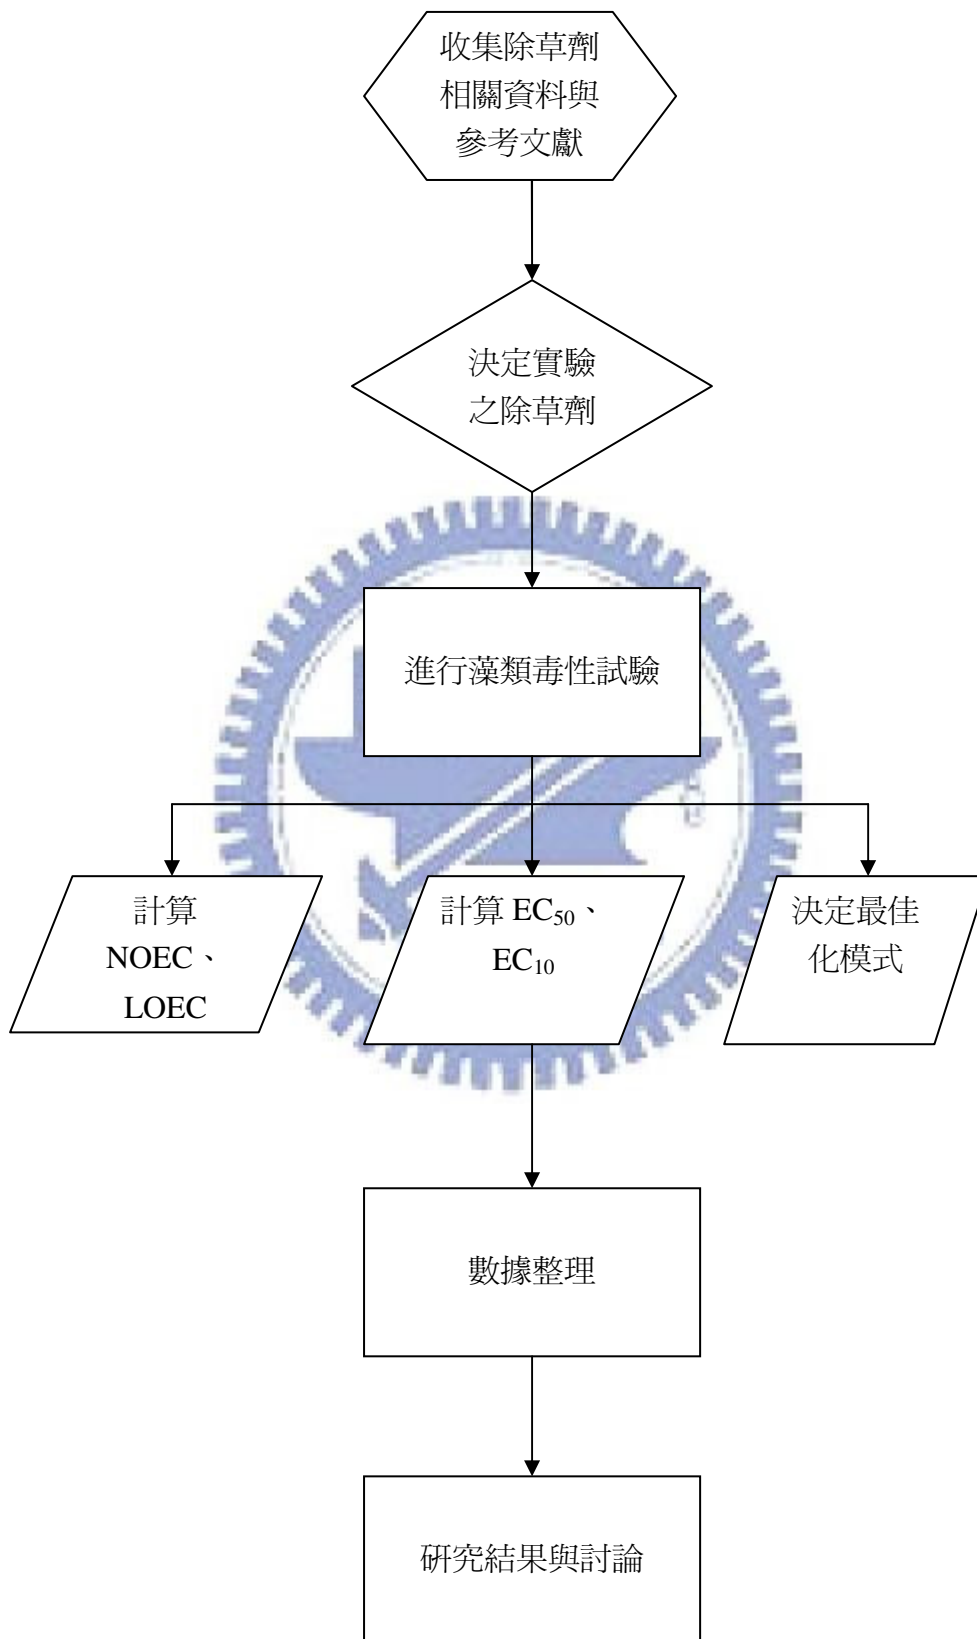 收集除草劑
相關資料與
參考文獻
決定實驗
之除草劑
進行藻類毒性試驗
計算
NOEC、
LOEC
計算 EC₅₀、
EC₁₀
決定最佳
化模式
數據整理
研究結果與討論